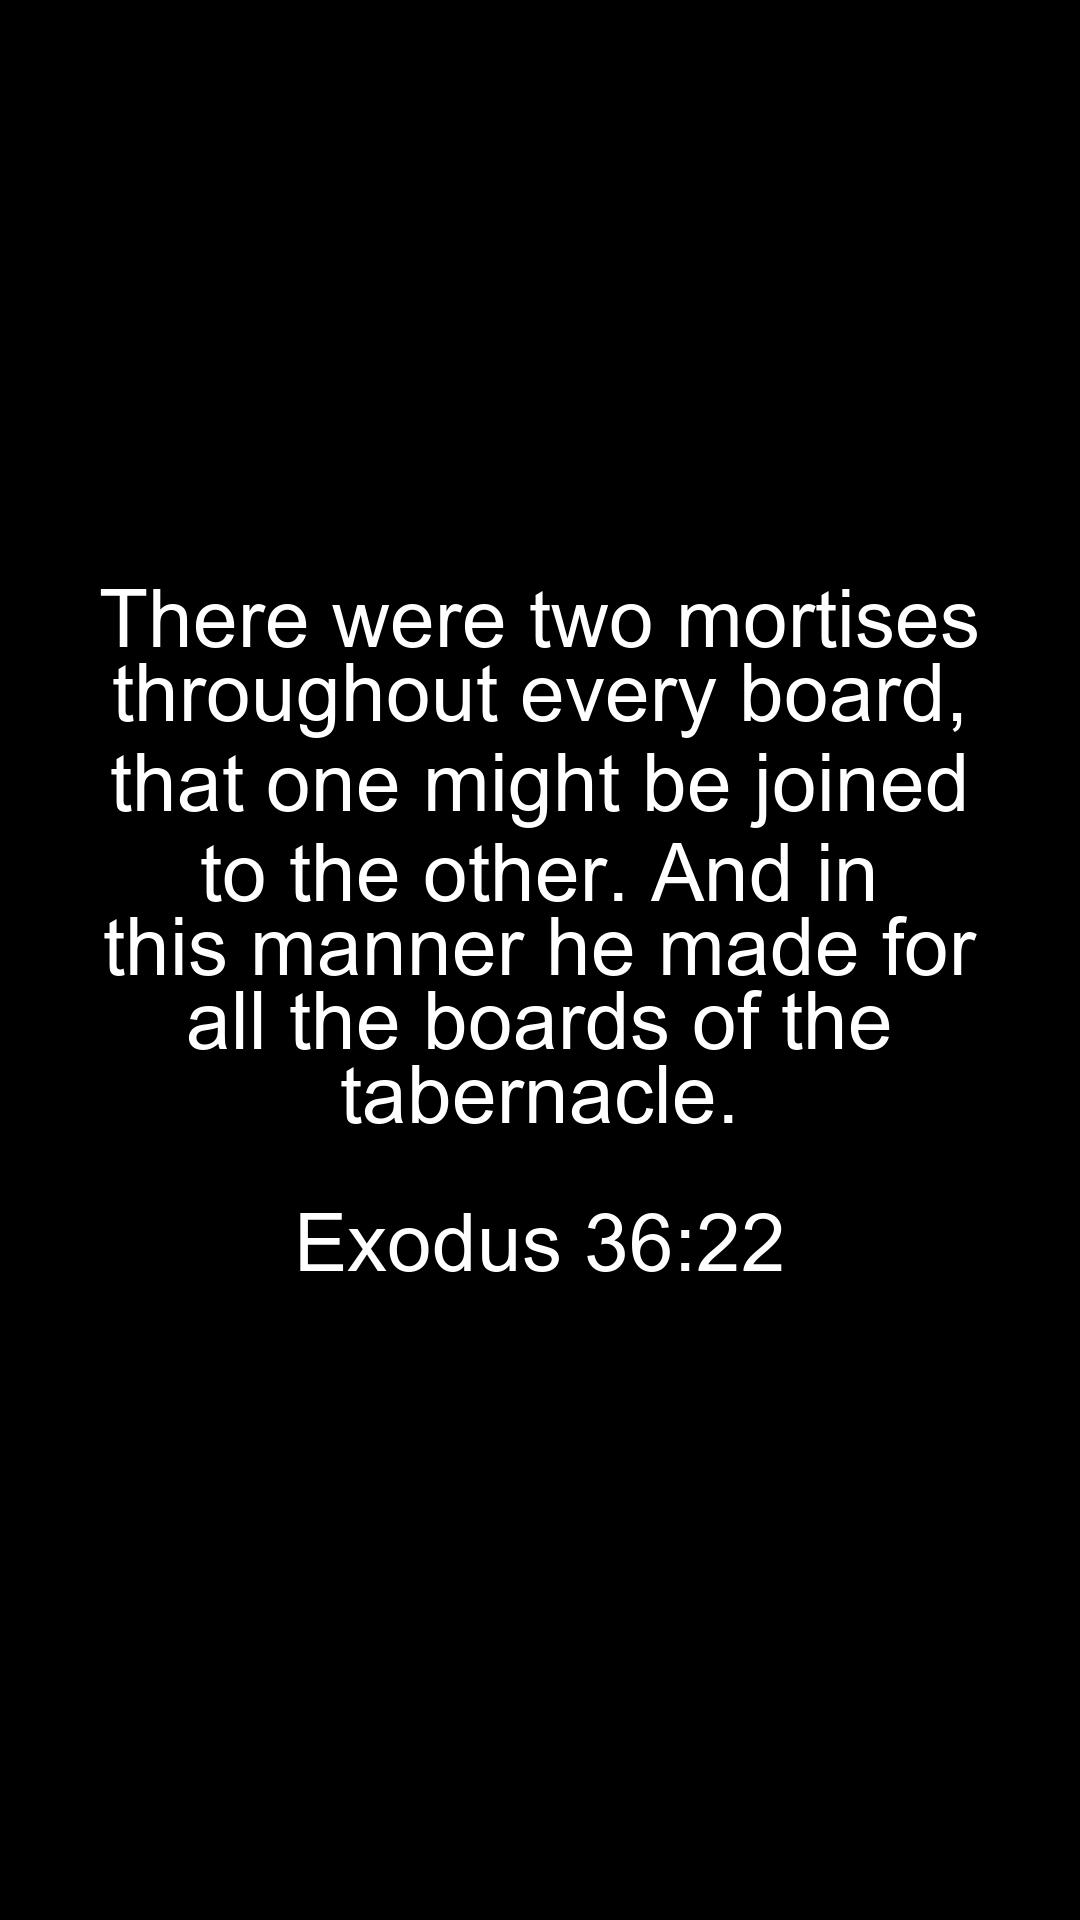 There were two mortises
throughout every board,
that one might be joined
to the other. And in
this manner he made for
all the boards of the
tabernacle.
Exodus 36:22